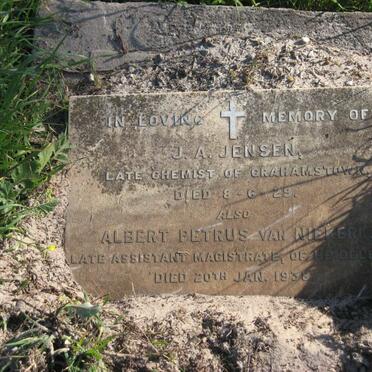 IN LOVING MEMORY OF
J. A. JENSEN,
LATE CHEMIST OF GRAHAMSTOWN,
DIED 8-6-29.
ALSO
ALBERT PETRUS VAN NIEKERK
LATE ASSISTANT MAGISTRATE, OF
DIED 20TH JAN. 1936